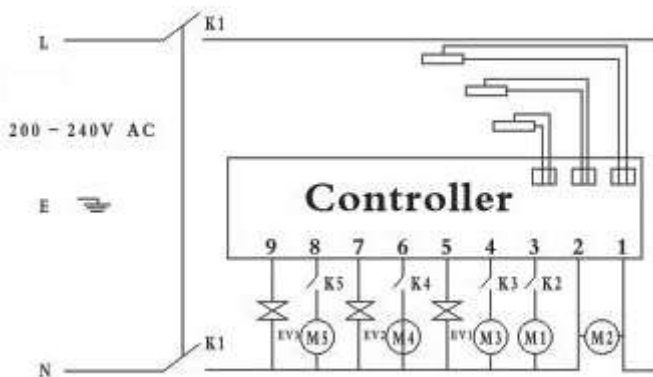 K1
L
200 - 240V AC
E
Controller
9 8 7 6 5 4 3 2 1
K5 K4 K3 K2
EV3 M5 EV2 M4 EV1 M3 M1 M2
K1
N